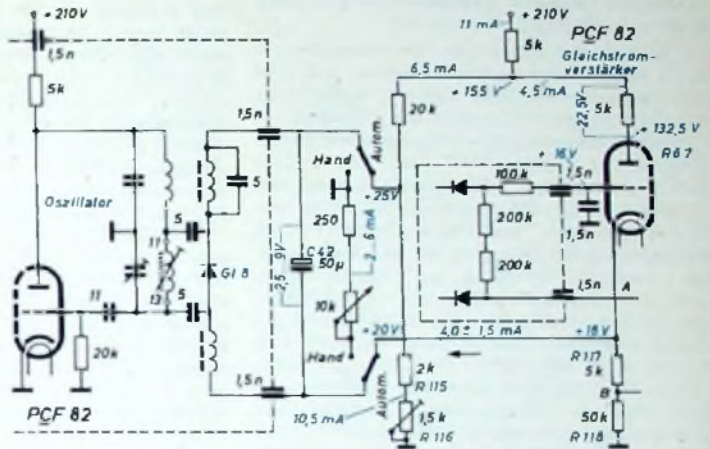 + 210V
1,5n
5k
Oszillator
11
13
5
5
11
20k
PCF 82
1,5n
5
Gl 8
1,5n
2,5...9V
C 42
50µ
Hand
Autom.
250
2...6 mA
10k
Hand
Autom.
+ 210V
11 mA
5k
6,5 mA
+ 155 V
4,5 mA
20k
+25V
+20V
4,0 ± 1,5 mA
2k
R 115
10,5 mA
1,5k
R 116
PCF 82
Gleichstrom-
verstärker
5k
22,5V
+ 132,5 V
Rö 7
+ 16V
100k
1,5n
200k
1,5n
200k
1,5n
A
+18V
R 117
5k
B
50k
R 118